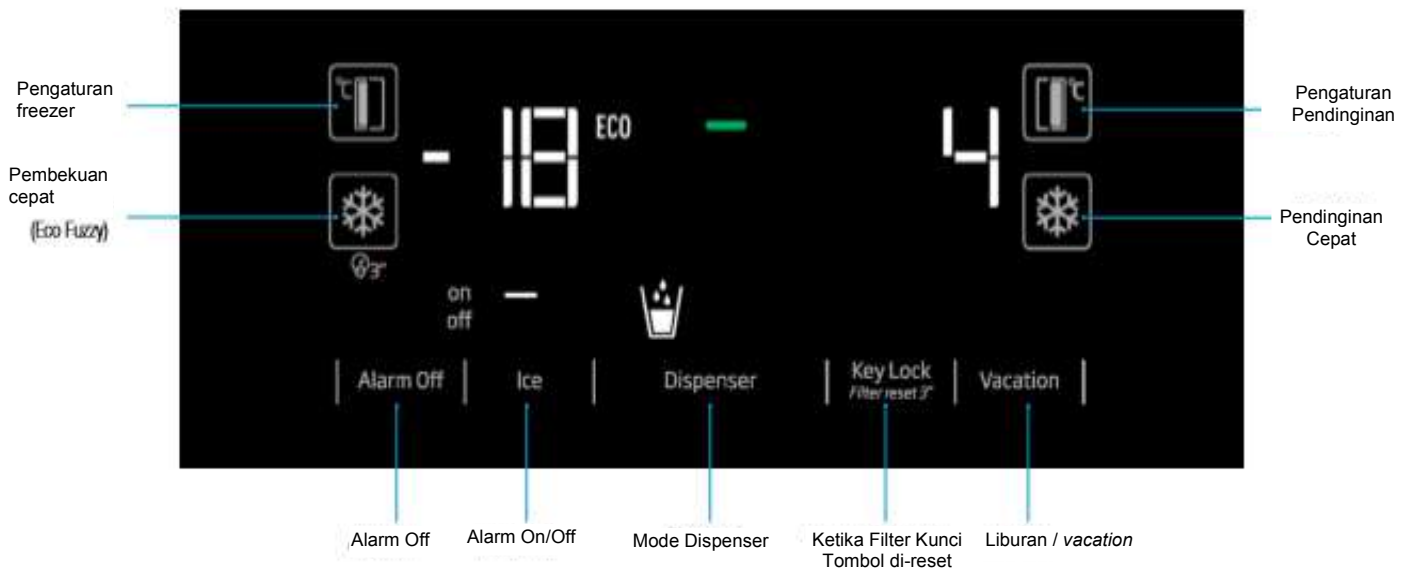 Pengaturan
freezer
Pembekuan
cepat
(Eco Fuzzy)
°C
-18
ECO
4
°C
3"
on
off
Alarm Off
Ice
Dispenser
Key Lock
Filter reset 3"
Vacation
Pengaturan
Pendinginan
Pendinginan
Cepat
Alarm Off
Alarm On/Off
Mode Dispenser
Ketika Filter Kunci
Tombol di-reset
Liburan / vacation